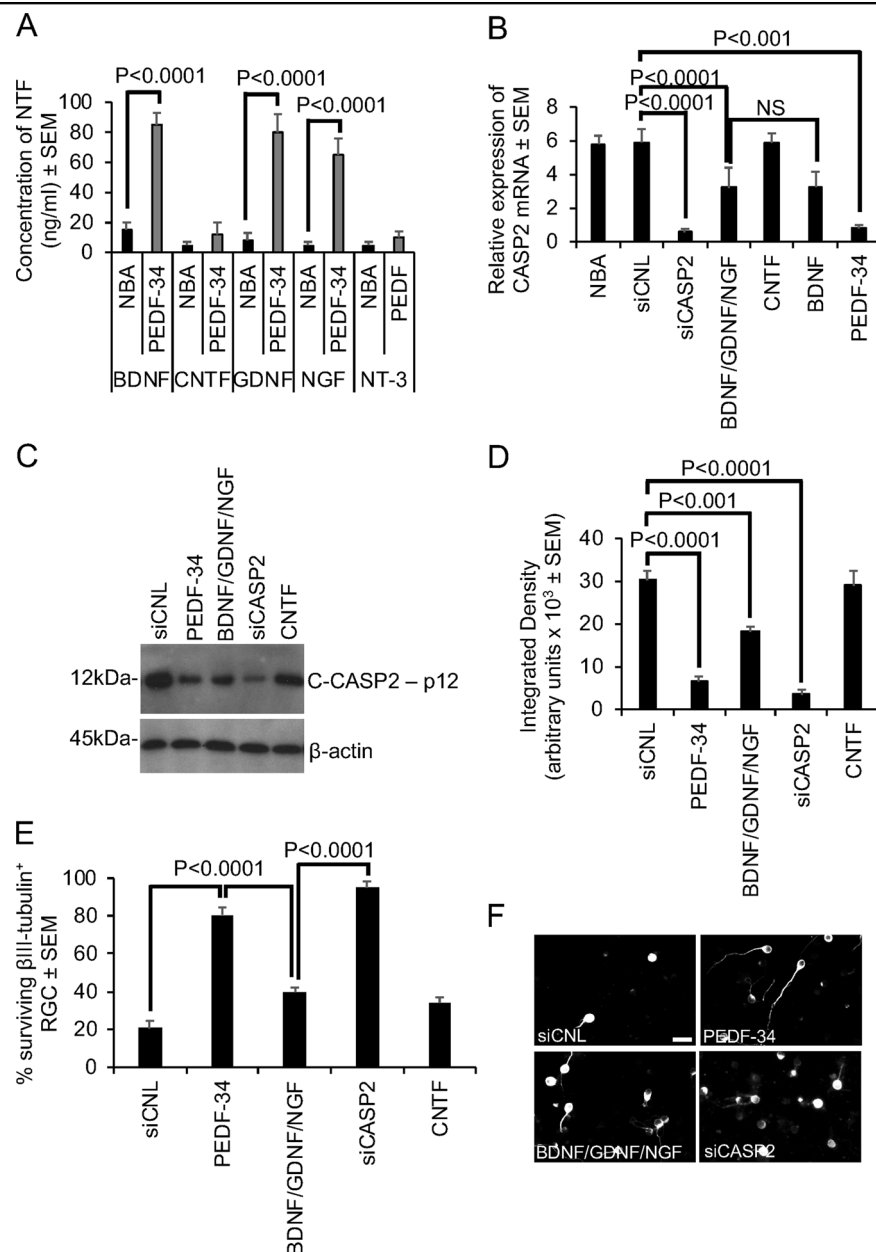 A
Concentration of NTF
(ng/ml) ± SEM
P<0.0001
P<0.0001
P<0.0001
100
80
60
40
20
0
NBA
PEDF-34
NBA
PEDF-34
NBA
PEDF-34
NBA
PEDF-34
NBA
PEDF
BDNF
CNTF
GDNF
NGF
NT-3
B
Relative expression of
CASP2 mRNA ± SEM
P<0.001
P<0.0001
P<0.0001
NS
8
6
4
2
0
NBA
siCNL
siCASP2
BDNF/GDNF/NGF
CNTF
BDNF
PEDF-34
C
siCNL
PEDF-34
BDNF/GDNF/NGF
siCASP2
CNTF
12kDa-
C-CASP2 – p12
45kDa-
β-actin
D
Integrated Density
(arbitrary units x 10³ ± SEM)
P<0.0001
P<0.001
P<0.0001
40
30
20
10
0
siCNL
PEDF-34
BDNF/GDNF/NGF
siCASP2
CNTF
E
% surviving βIII-tubulin⁺
RGC ± SEM
P<0.0001
P<0.0001
100
80
60
40
20
0
siCNL
PEDF-34
BDNF/GDNF/NGF
siCASP2
CNTF
F
siCNL
PEDF-34
BDNF/GDNF/NGF
siCASP2